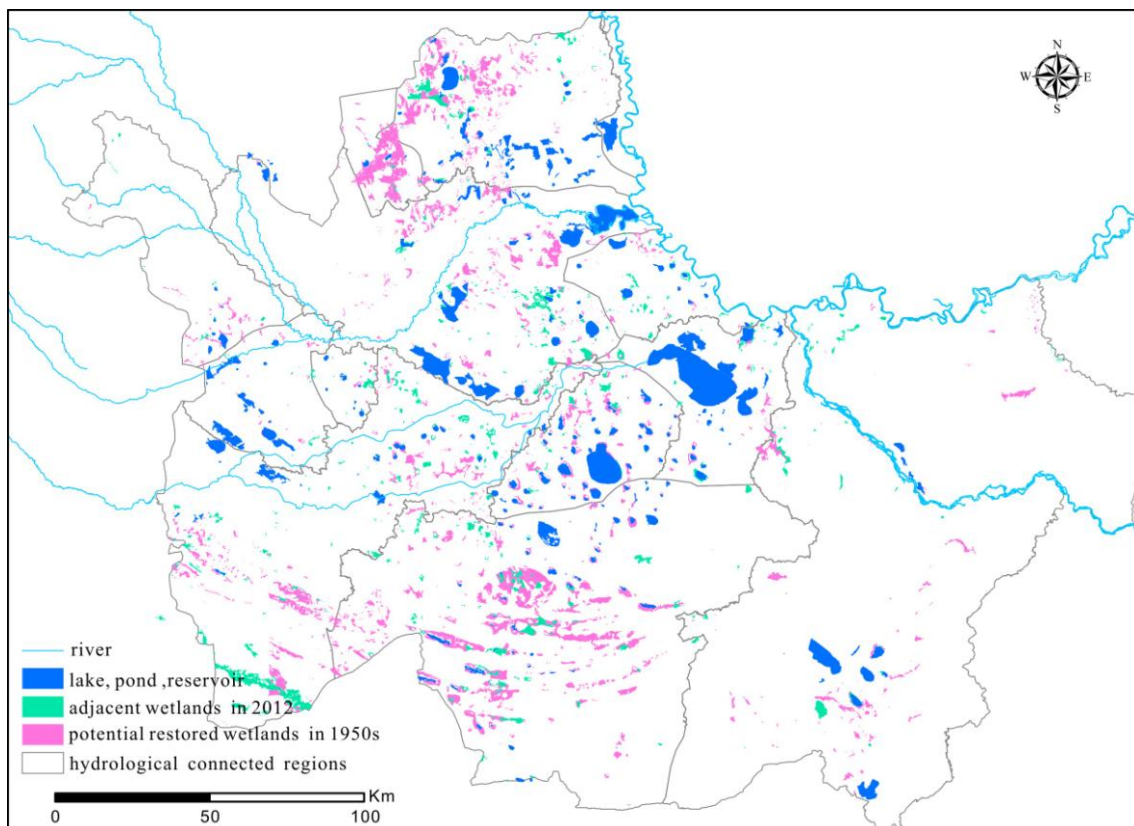 N
W E
S
river
lake, pond ,reservoir
adjacent wetlands in 2012
potential restored wetlands in 1950s
hydrological connected regions
Km
0 50 100